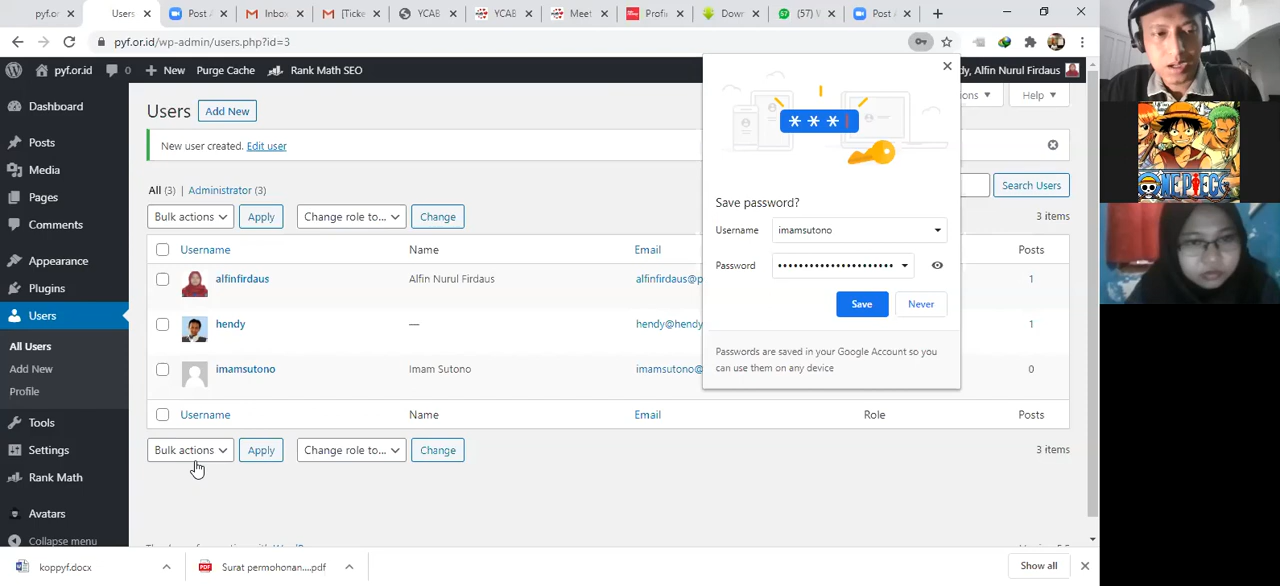 pyf.or.id
Users
Post A
Inbox
[Ticke
YCAB
YCAB
Meet
Profil
Down
(57) W
Post A
pyf.or.id/wp-admin/users.php?id=3
pyf.or.id
0
New
Purge Cache
Rank Math SEO
dy, Alfin Nurul Firdaus
Dashboard
Posts
Media
Pages
Comments
Appearance
Plugins
Users
All Users
Add New
Profile
Tools
Settings
Rank Math
Avatars
Collapse menu
Users
Add New
Help
New user created. Edit user
All (3) | Administrator (3)
Search Users
Bulk actions
Apply
Change role to...
Change
3 items
Username
Name
Email
Posts
alfinfirdaus
Alfin Nurul Firdaus
alfinfirdaus@p
1
hendy
—
hendy@hendy
1
imamsutono
Imam Sutono
imamsutono@
0
Username
Name
Email
Role
Posts
Bulk actions
Apply
Change role to...
Change
3 items
Save password?
Username
imamsutono
Password
••••••••••••••••••••••
Save
Never
Passwords are saved in your Google Account so you
can use them on any device
ONE PIECE
koppyf.docx
Surat permohonan....pdf
Show all